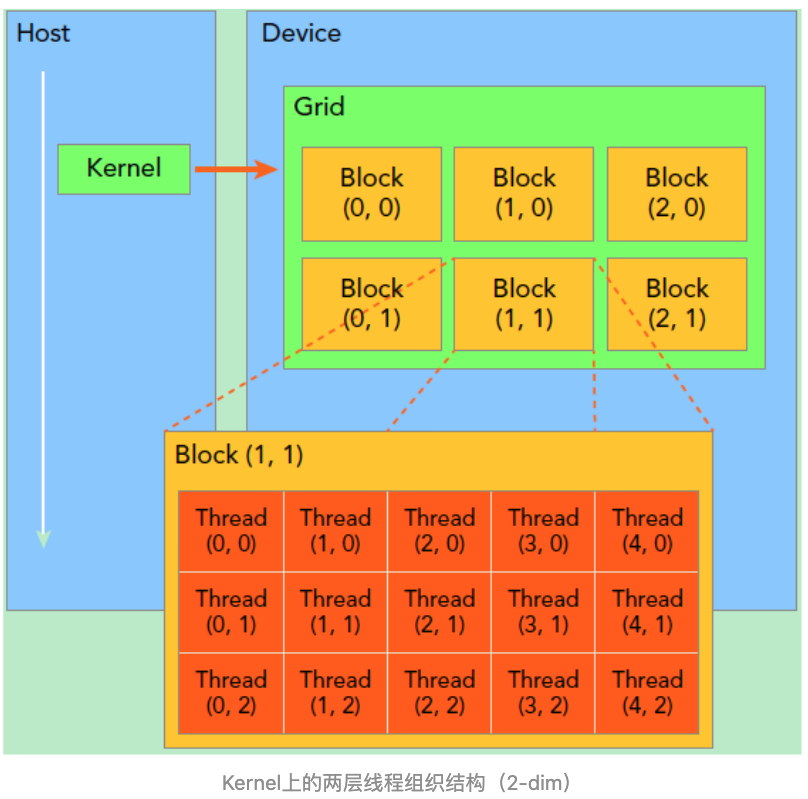 Host
Device
Grid
Kernel
Block
(0, 0)
Block
(1, 0)
Block
(2, 0)
Block
(0, 1)
Block
(1, 1)
Block
(2, 1)
Block (1, 1)
Thread
(0, 0)
Thread
(1, 0)
Thread
(2, 0)
Thread
(3, 0)
Thread
(4, 0)
Thread
(0, 1)
Thread
(1, 1)
Thread
(2, 1)
Thread
(3, 1)
Thread
(4, 1)
Thread
(0, 2)
Thread
(1, 2)
Thread
(2, 2)
Thread
(3, 2)
Thread
(4, 2)
Kernel上的两层线程组织结构（2-dim）